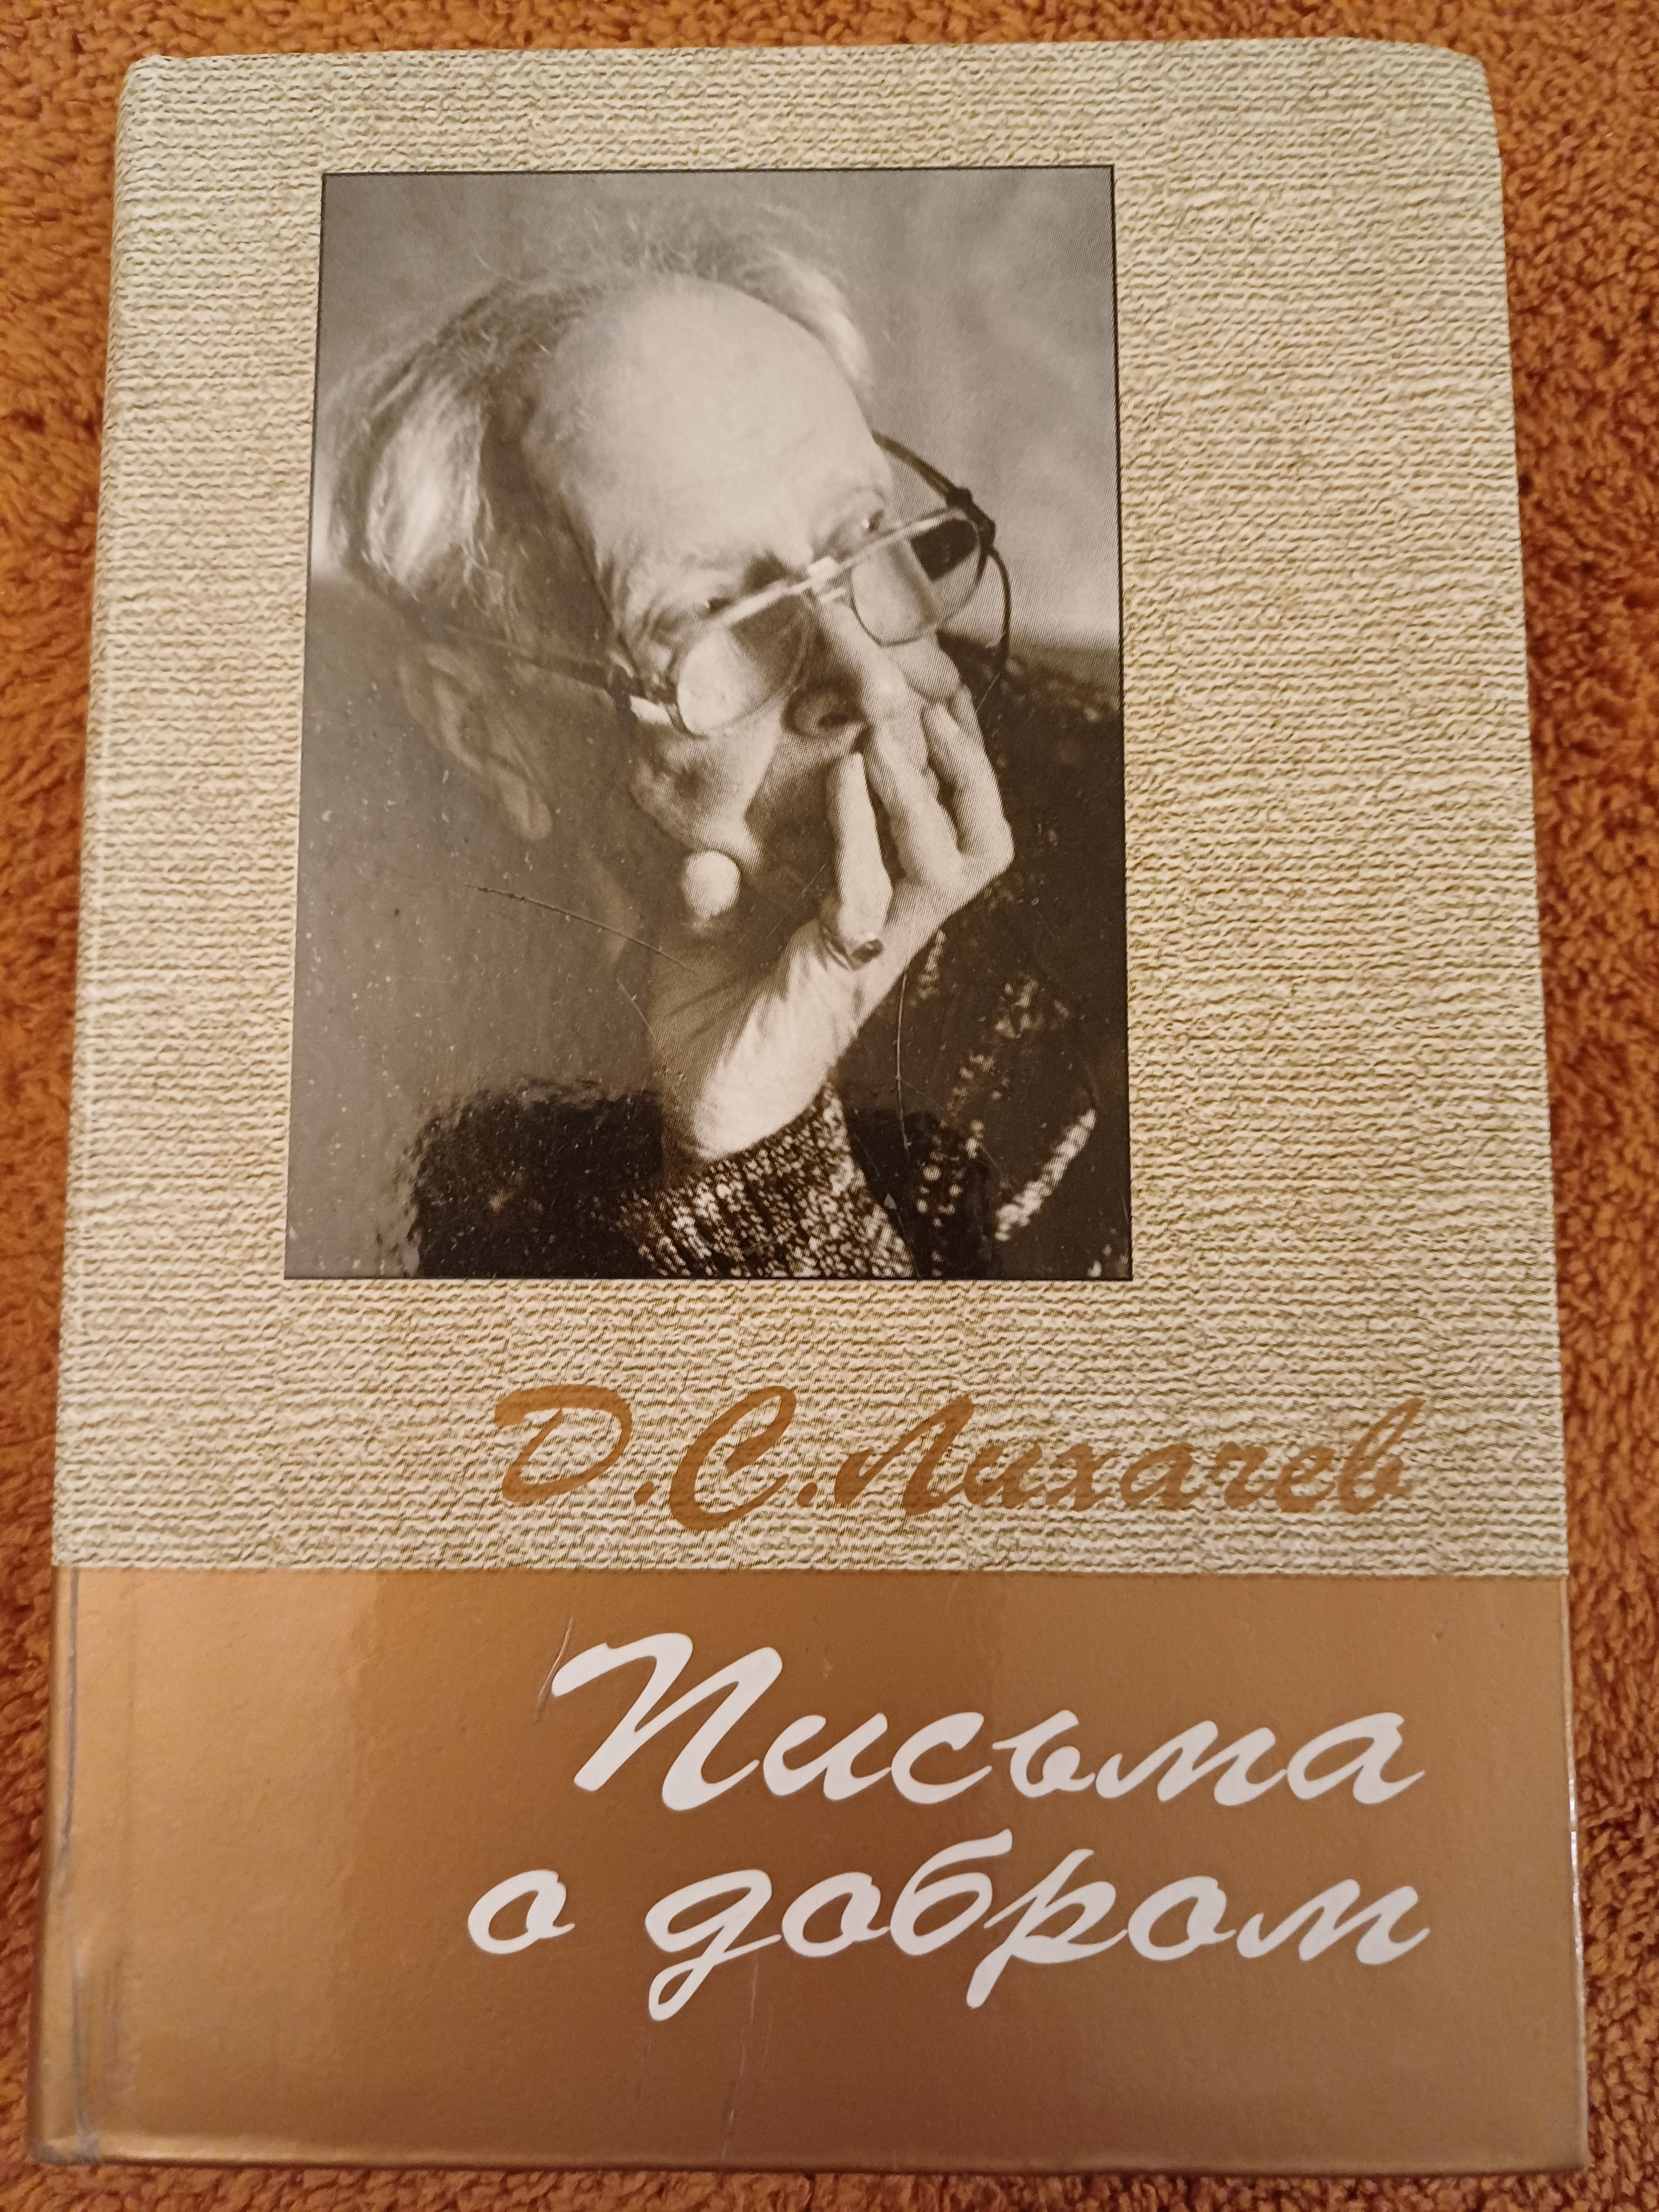 Д.С.Лихачев
Письма
о добром